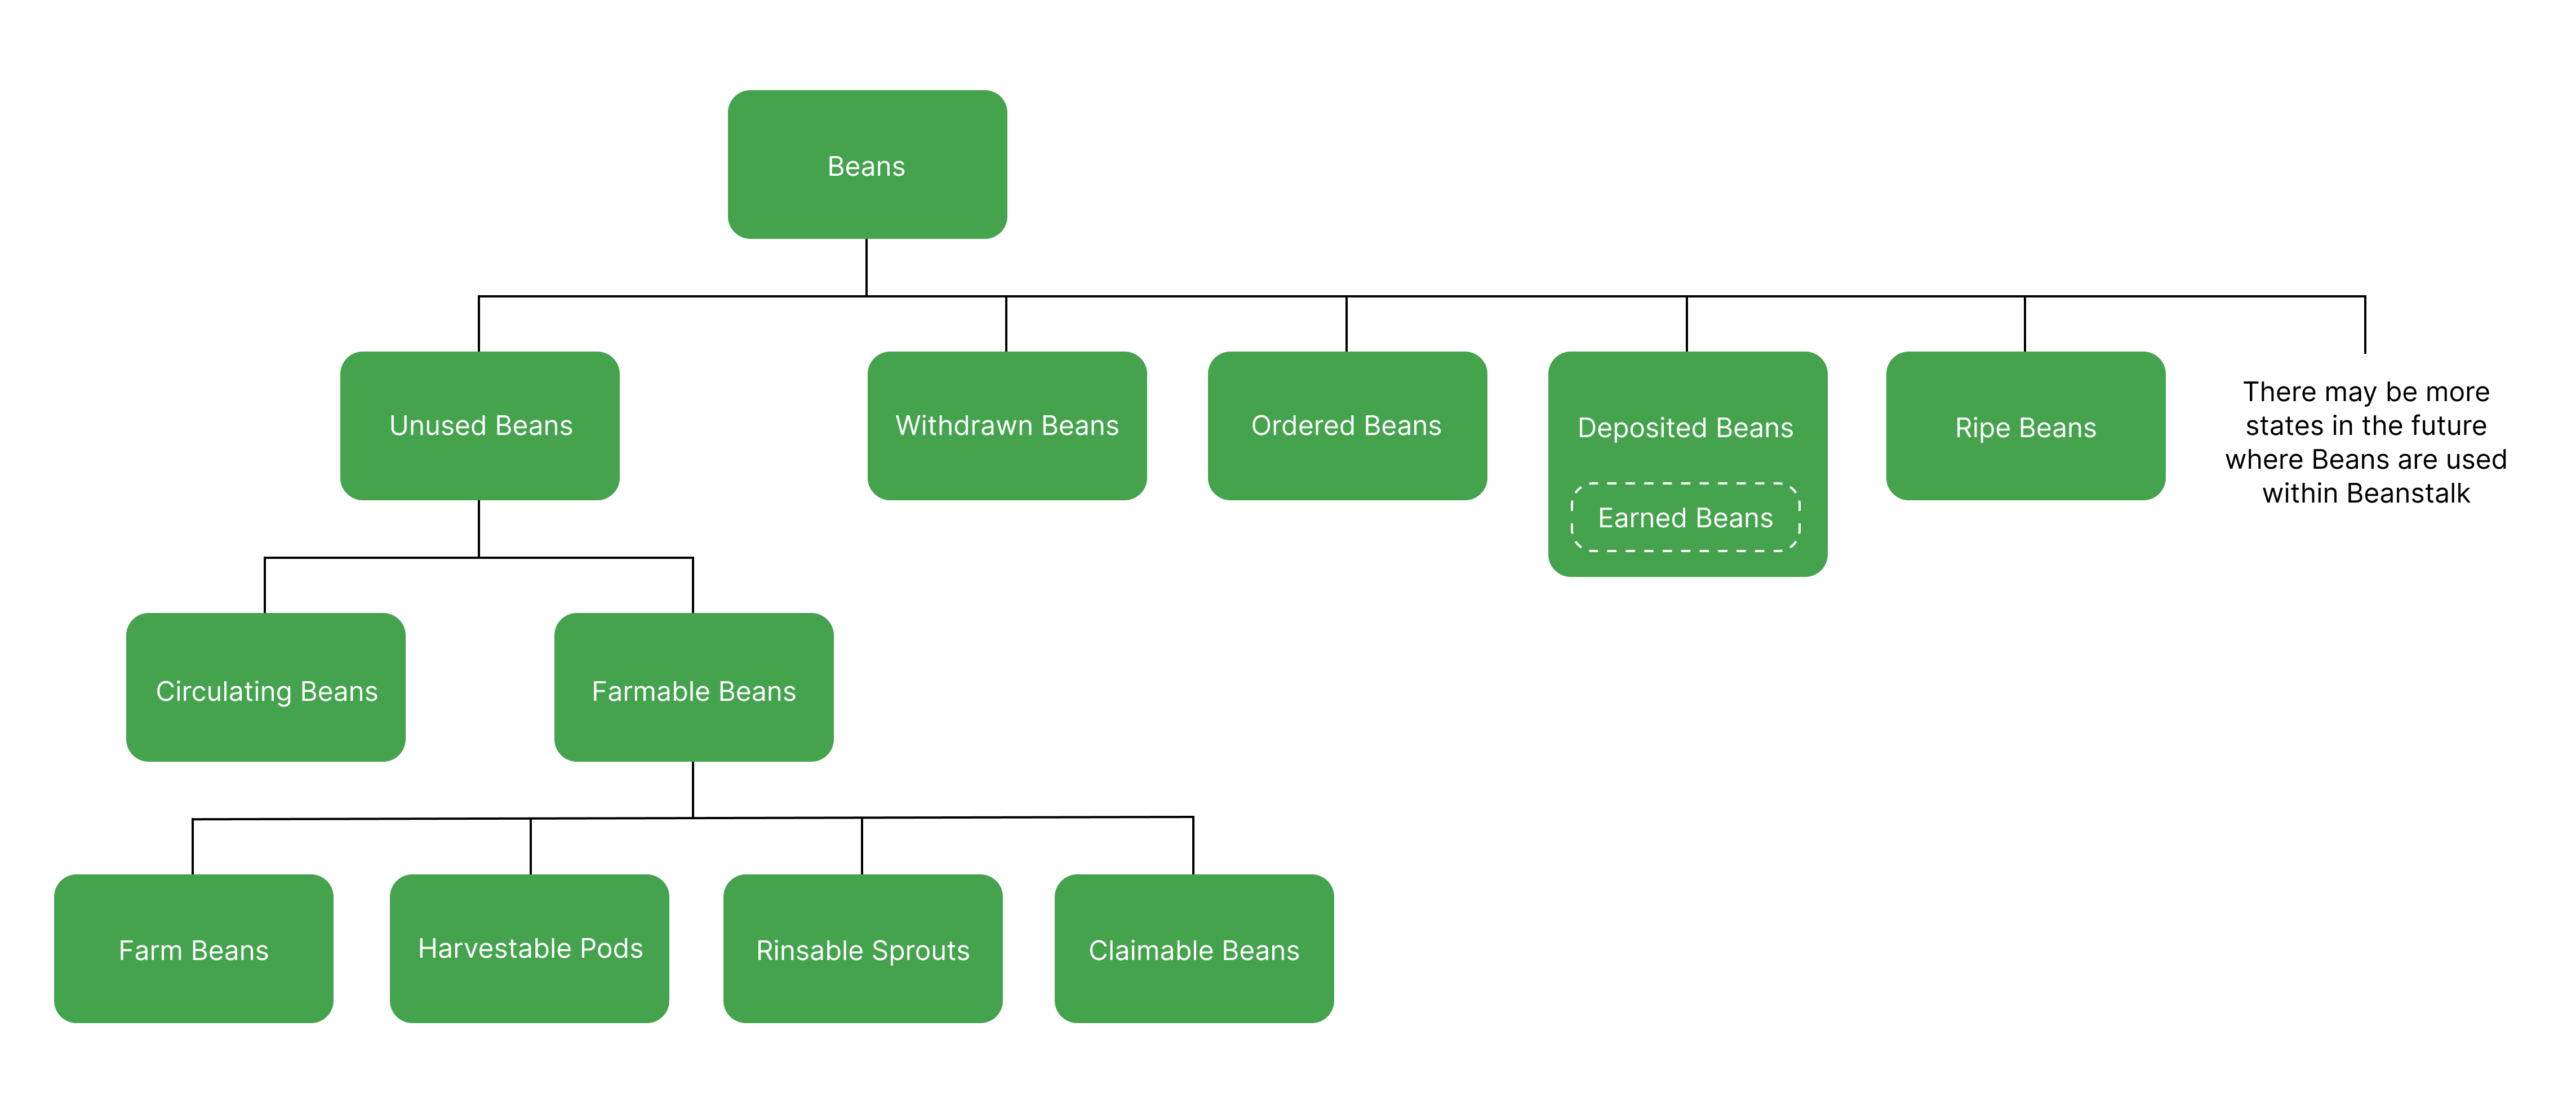 Beans
Unused Beans
Withdrawn Beans
Ordered Beans
Deposited Beans
Earned Beans
Ripe Beans
There may be more
states in the future
where Beans are used
within Beanstalk
Circulating Beans
Farmable Beans
Farm Beans
Harvestable Pods
Rinsable Sprouts
Claimable Beans